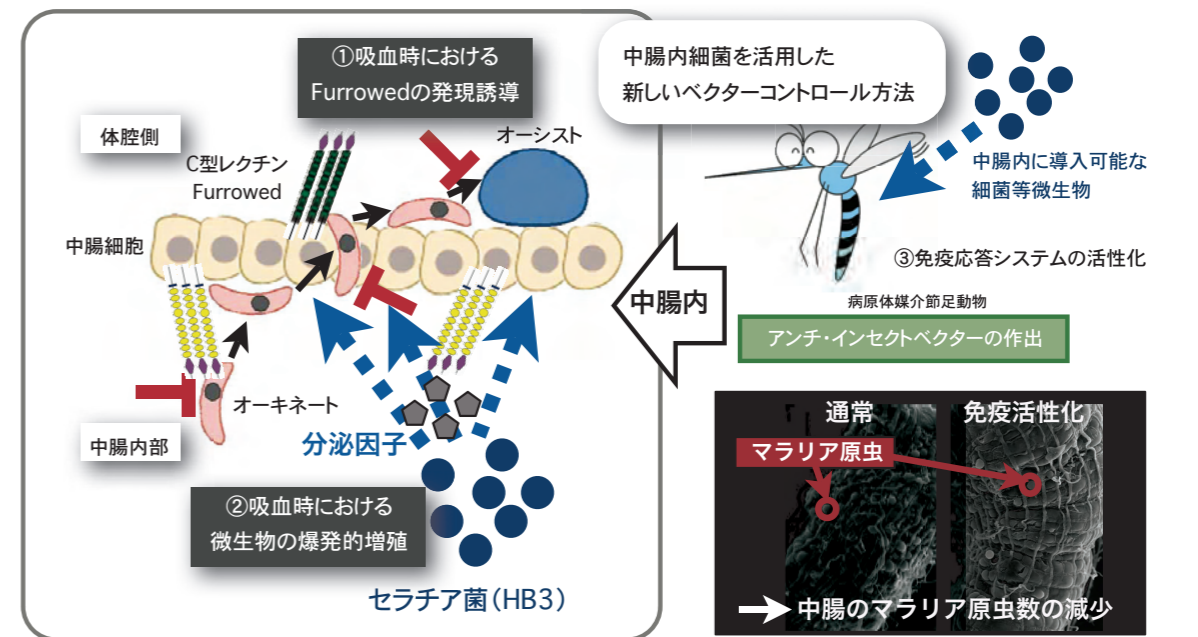 ①吸血時における
Furrowedの発現誘導
中腸内細菌を活用した
新しいベクターコントロール方法
体腔側
C型レクチン
Furrowed
オーシスト
中腸内に導入可能な
細菌等微生物
中腸細胞
③免疫応答システムの活性化
中腸内
病原体媒介節足動物
アンチ・インセクトベクターの作出
オーキネート
中腸内部
分泌因子
通常
免疫活性化
マラリア原虫
②吸血時における
微生物の爆発的増殖
セラチア菌（HB3）
中腸のマラリア原虫数の減少